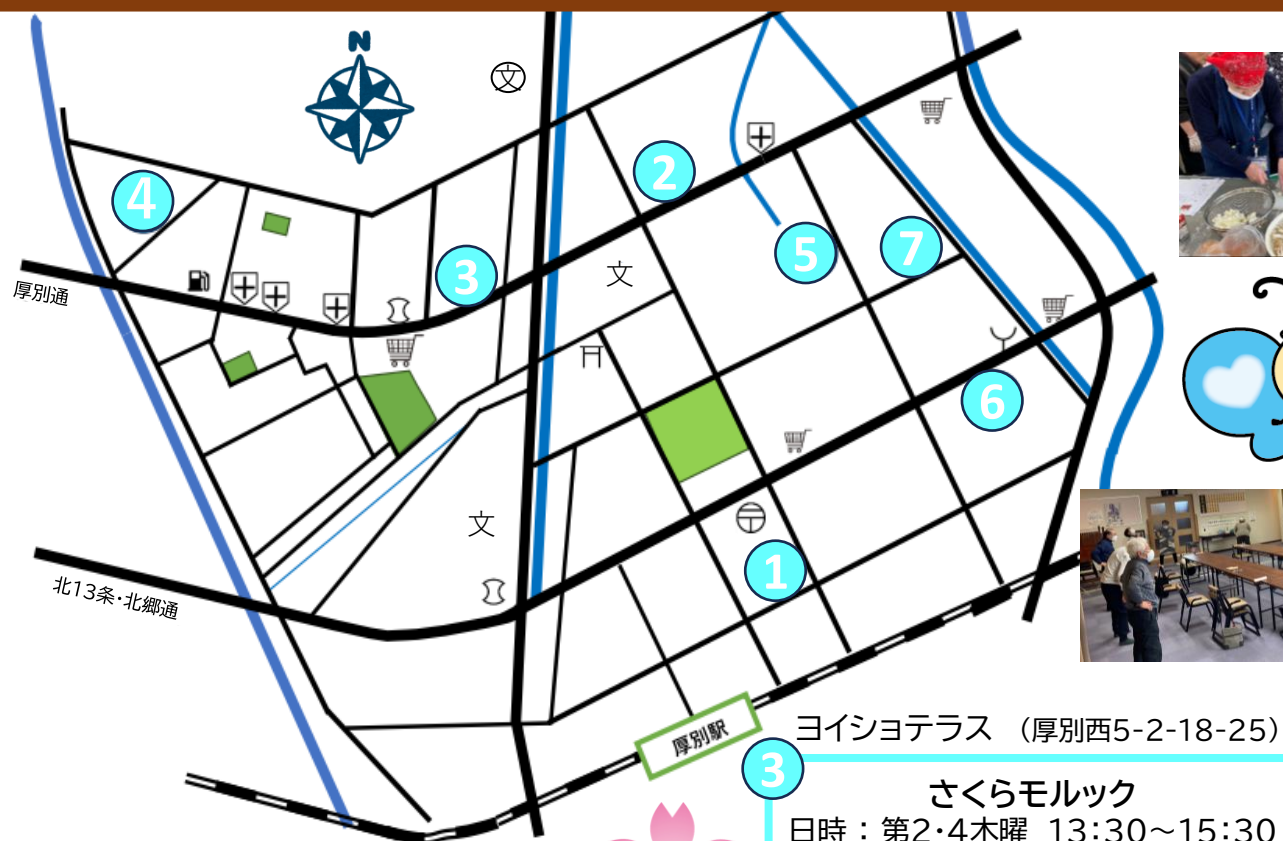 N
文
2
4
5
7
3
文
厚別通
6
文
1
北13条・北郷通
厚別駅
ヨイショテラス （厚別西5-2-18-25）
3
さくらモルック
日時：第2・4木曜 13:30～15:30